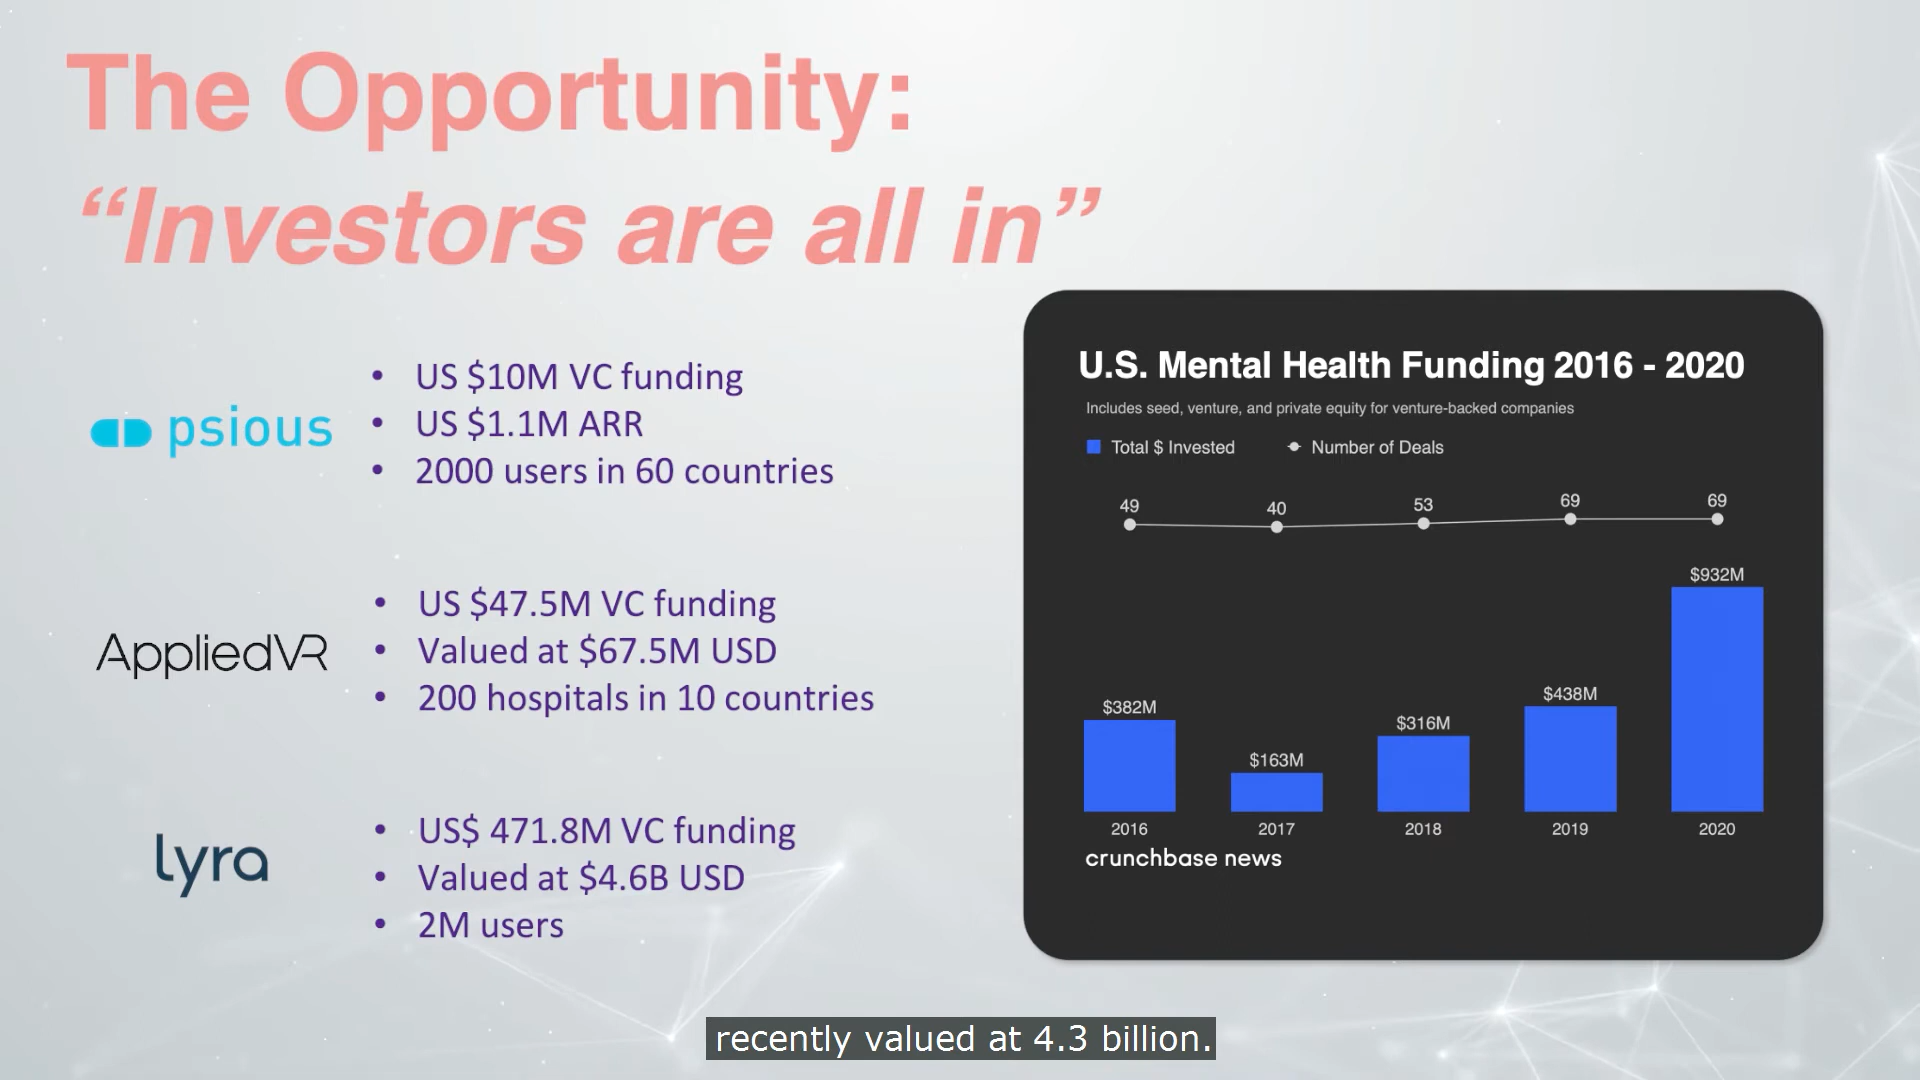 The Opportunity:
“Investors are all in”
psious
• US $10M VC funding
• US $1.1M ARR
• 2000 users in 60 countries
AppliedVR
• US $47.5M VC funding
• Valued at $67.5M USD
• 200 hospitals in 10 countries
lyra
• US$ 471.8M VC funding
• Valued at $4.6B USD
• 2M users
U.S. Mental Health Funding 2016 - 2020
Includes seed, venture, and private equity for venture-backed companies
Total $ Invested Number of Deals
49 40 53 69 69
$932M
$438M
$382M
$316M
$163M
2016 2017 2018 2019 2020
crunchbase news
recently valued at 4.3 billion.